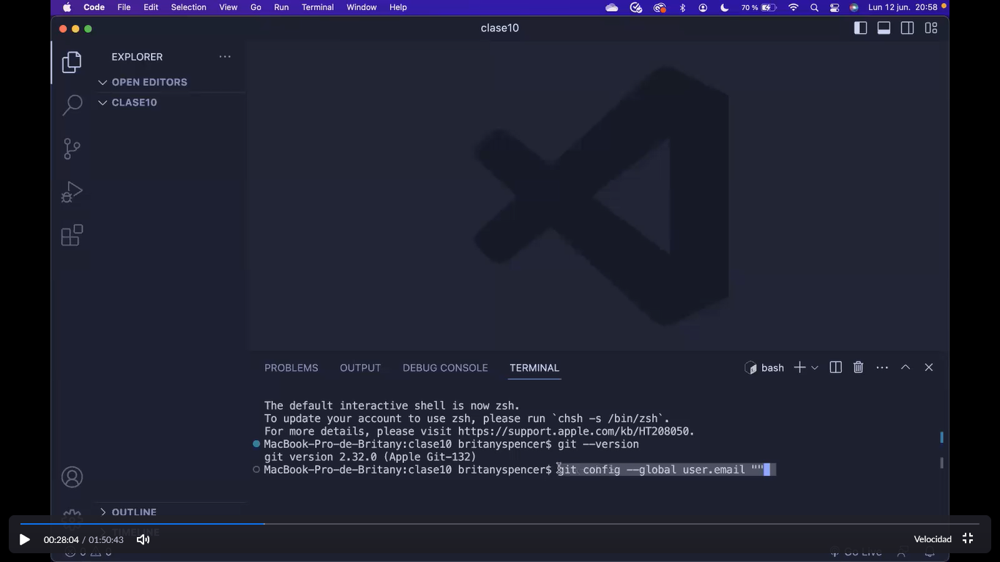 Code File Edit Selection View Go Run Terminal Window Help 70 % Lun 12 jun. 20:58
clase10
EXPLORER
OPEN EDITORS
CLASE10
PROBLEMS OUTPUT DEBUG CONSOLE TERMINAL bash
The default interactive shell is now zsh.
To update your account to use zsh, please run `chsh -s /bin/zsh`.
For more details, please visit https://support.apple.com/kb/HT208050.
MacBook-Pro-de-Britany:clase10 britanyspencer$ git --version
git version 2.32.0 (Apple Git-132)
MacBook-Pro-de-Britany:clase10 britanyspencer$ git config --global user.email ""
OUTLINE
TIMELINE
00:28:04 / 01:50:43 Velocidad
0 0 Go Live